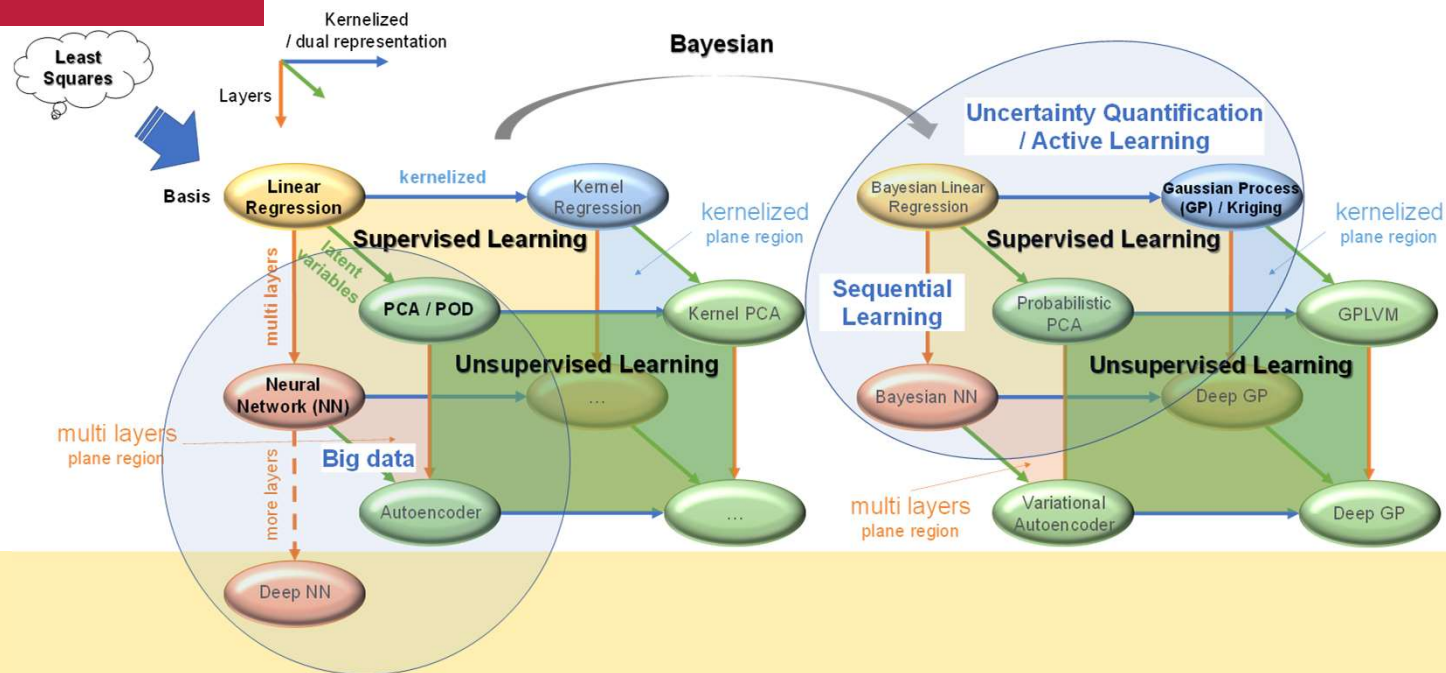 Least
Squares
Kernelized
/ dual representation
Layers
Bayesian
Uncertainty Quantification
/ Active Learning
Basis
Linear
Regression
kernelized
Kernel
Regression
Bayesian Linear
Regression
Gaussian Process
(GP) / Kriging
kernelized
plane region
kernelized
plane region
Supervised Learning
Supervised Learning
latent
variables
multi layers
PCA / POD
Kernel PCA
Sequential
Learning
Probabilistic
PCA
GPLVM
Unsupervised Learning
Unsupervised Learning
Neural
Network (NN)
...
Bayesian NN
Deep GP
multi layers
plane region
Big data
more layers
Autoencoder
...
multi layers
plane region
Variational
Autoencoder
Deep GP
Deep NN